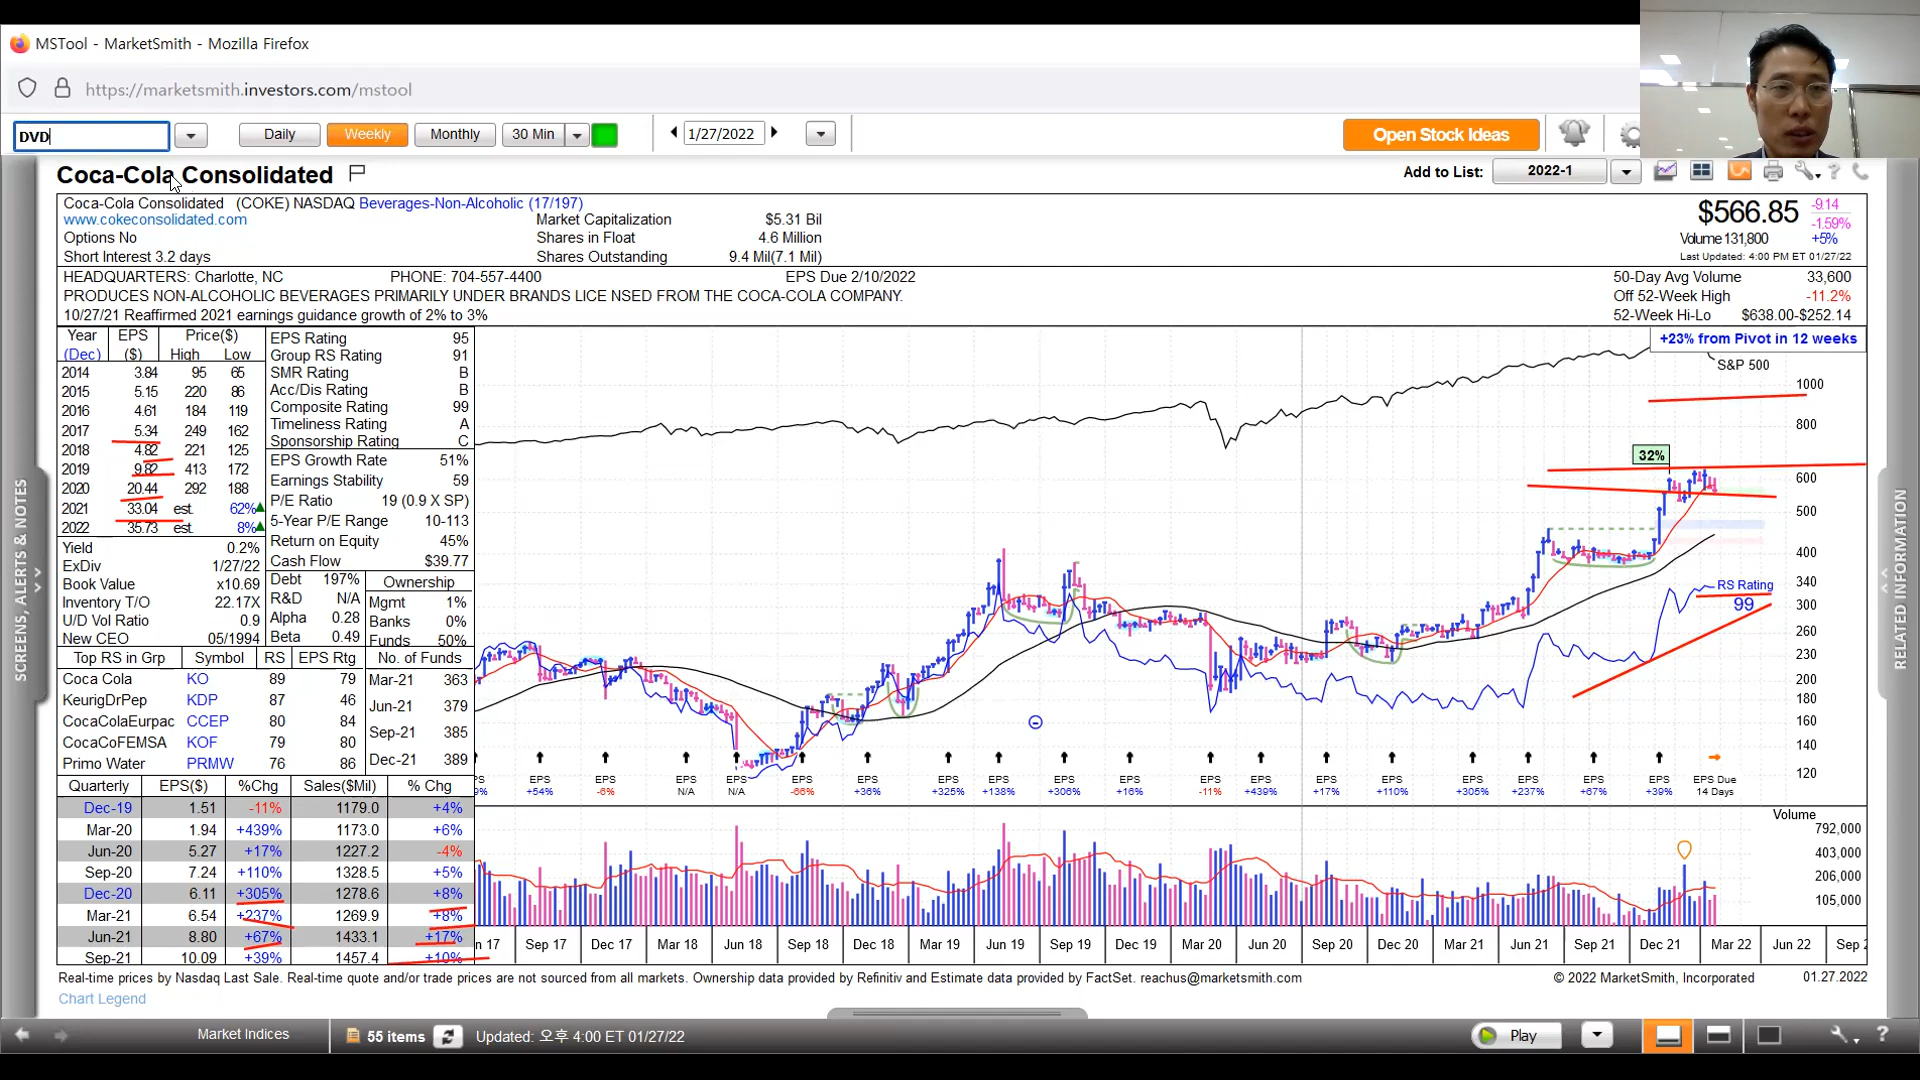 MSTool - MarketSmith - Mozilla Firefox
https://marketsmith.investors.com/mstool
DVD Daily Weekly Monthly 30 Min 1/27/2022 Open Stock Ideas
Coca-Cola Consolidated Add to List: 2022-1
Coca-Cola Consolidated (COKE) NASDAQ Beverages-Non-Alcoholic (17/197)
www.cokeconsolidated.com Market Capitalization $5.31 Bil
Options No Shares in Float 4.6 Million
Short Interest 3.2 days Shares Outstanding 9.4 Mil(7.1 Mil)
$566.85 -9.14
-1.59%
Volume 131,800 +5%
Last Updated: 4:00 PM ET 01/27/22
HEADQUARTERS: Charlotte, NC PHONE: 704-557-4400 EPS Due 2/10/2022
PRODUCES NON-ALCOHOLIC BEVERAGES PRIMARILY UNDER BRANDS LICE NSED FROM THE COCA-COLA COMPANY.
10/27/21 Reaffirmed 2021 earnings guidance growth of 2% to 3%
50-Day Avg Volume 33,600
Off 52-Week High -11.2%
52-Week Hi-Lo $638.00-$252.14
Year EPS Price($)
(Dec) ($) High Low
2014 3.84 95 65
2015 5.15 220 86
2016 4.61 184 119
2017 5.34 249 162
2018 4.82 221 125
2019 9.82 413 172
2020 20.44 292 188
2021 33.04 est. 62%
2022 35.73 est. 8%
Yield 0.2%
ExDiv 1/27/22
Book Value x10.69
Inventory T/O 22.17X
U/D Vol Ratio 0.9
New CEO 05/1994
EPS Rating 95
Group RS Rating 91
SMR Rating B
Acc/Dis Rating B
Composite Rating 99
Timeliness Rating A
Sponsorship Rating C
EPS Growth Rate 51%
Earnings Stability 59
P/E Ratio 19 (0.9 X SP)
5-Year P/E Range 10-113
Return on Equity 45%
Cash Flow $39.77
Debt 197%
R&D N/A
Alpha 0.28
Beta 0.49
Ownership
Mgmt 1%
Banks 0%
Funds 50%
Top RS in Grp Symbol RS EPS Rtg
Coca Cola KO 89 79
KeurigDrPep KDP 87 46
CocaColaEurpac CCEP 80 84
CocaCoFEMSA KOF 79 80
Primo Water PRMW 76 86
No. of Funds
Mar-21 363
Jun-21 379
Sep-21 385
Dec-21 389
Quarterly EPS($) %Chg Sales($Mil) % Chg
Dec-19 1.51 -11% 1179.0 +4%
Mar-20 1.94 +439% 1173.0 +6%
Jun-20 5.27 +17% 1227.2 -4%
Sep-20 7.24 +110% 1328.5 +5%
Dec-20 6.11 +305% 1278.6 +8%
Mar-21 6.54 +237% 1269.9 +8%
Jun-21 8.80 +67% 1433.1 +17%
Sep-21 10.09 +39% 1457.4 +10%
+23% from Pivot in 12 weeks
S&P 500
1000
800
32%
600
500
400
340
RS Rating
99
300
260
230
200
180
160
140
120
EPS EPS EPS EPS EPS EPS EPS EPS EPS EPS EPS EPS EPS EPS EPS EPS EPS EPS EPS Due
+54% -6% N/A N/A -66% +36% +325% +138% +306% +16% -11% +439% +17% +110% +305% +237% +67% +39% 14 Days
Volume
792,000
403,000
206,000
105,000
n 17 Sep 17 Dec 17 Mar 18 Jun 18 Sep 18 Dec 18 Mar 19 Jun 19 Sep 19 Dec 19 Mar 20 Jun 20 Sep 20 Dec 20 Mar 21 Jun 21 Sep 21 Dec 21 Mar 22 Jun 22 Sep
Real-time prices by Nasdaq Last Sale. Real-time quote and/or trade prices are not sourced from all markets. Ownership data provided by Refinitiv and Estimate data provided by FactSet. reachus@marketsmith.com © 2022 MarketSmith, Incorporated 01.27.2022
Chart Legend
SCREENS, ALERTS & NOTES
RELATED INFORMATION
Market Indices 55 items Updated: 오후 4:00 ET 01/27/22 Play